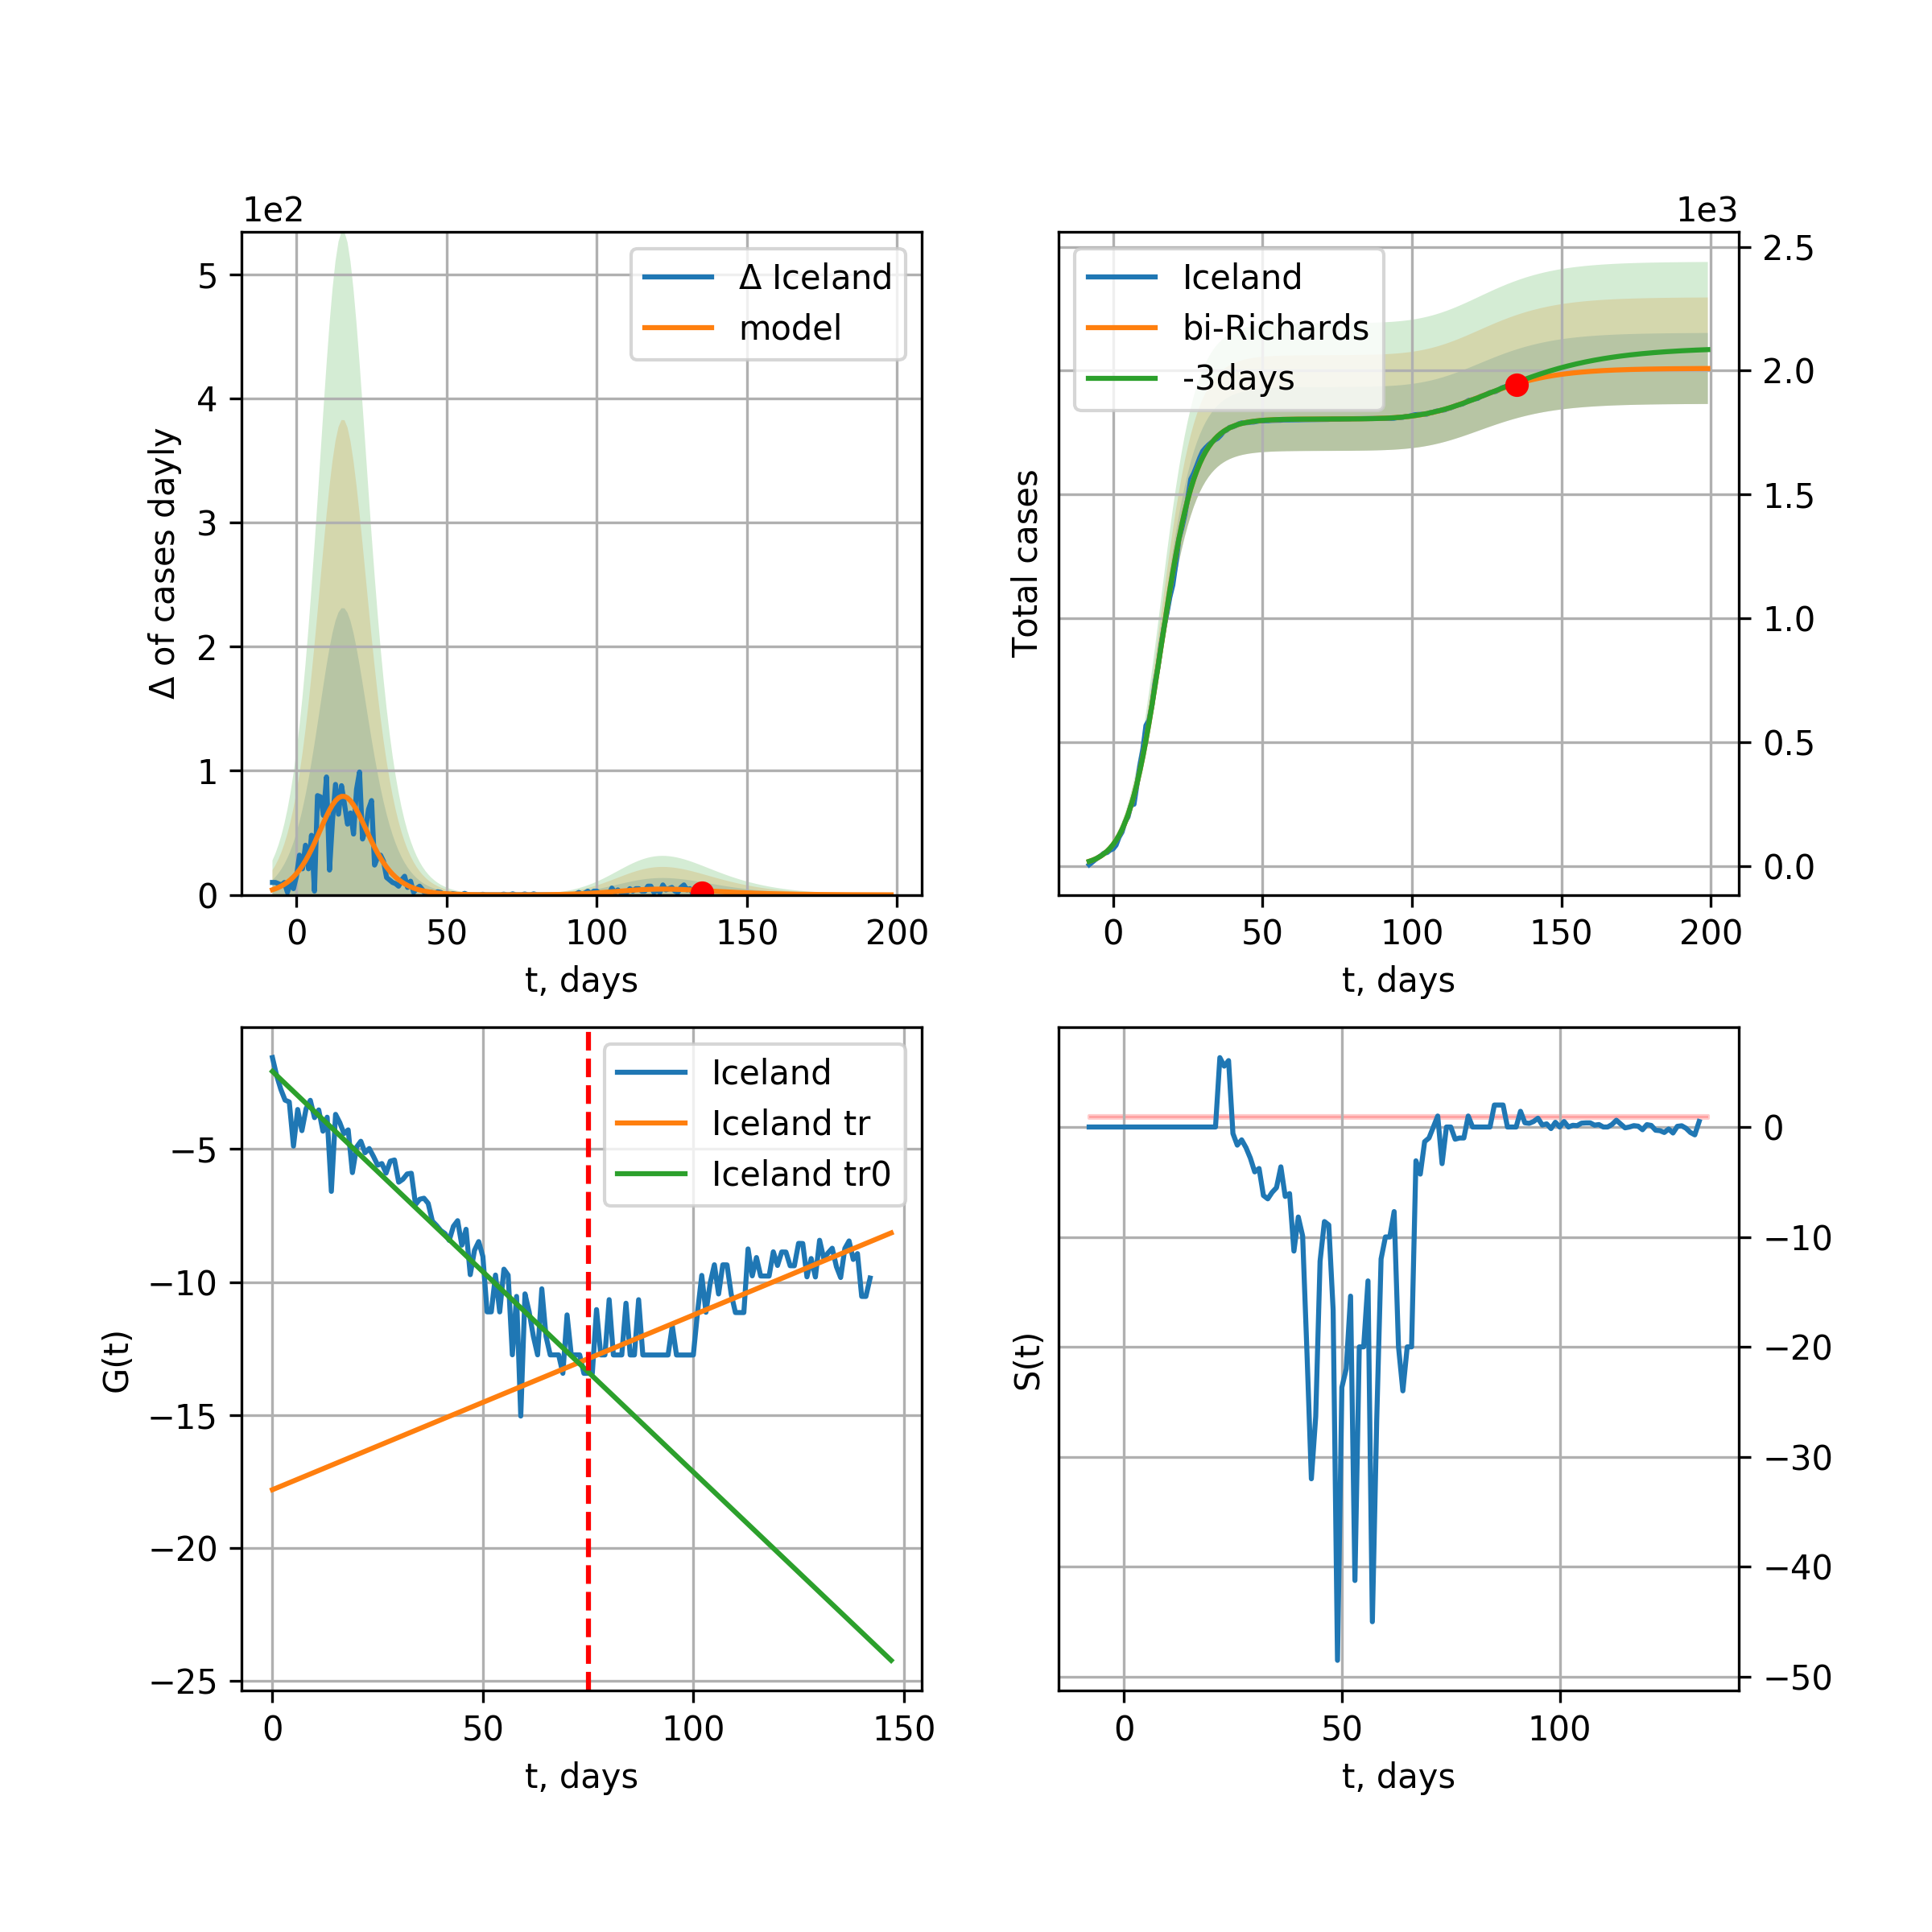 1e2
Δ Iceland
model
5
4
3
2
1
0
Δ of cases dayly
0 50 100 150 200
t, days
1e3
Iceland
bi-Richards
-3days
2.5
2.0
1.5
1.0
0.5
0.0
Total cases
0 50 100 150 200
t, days
Iceland
Iceland tr
Iceland tr0
−5
−10
−15
−20
−25
G(t)
0 50 100 150
t, days
0
−10
−20
−30
−40
−50
S(t)
0 50 100
t, days